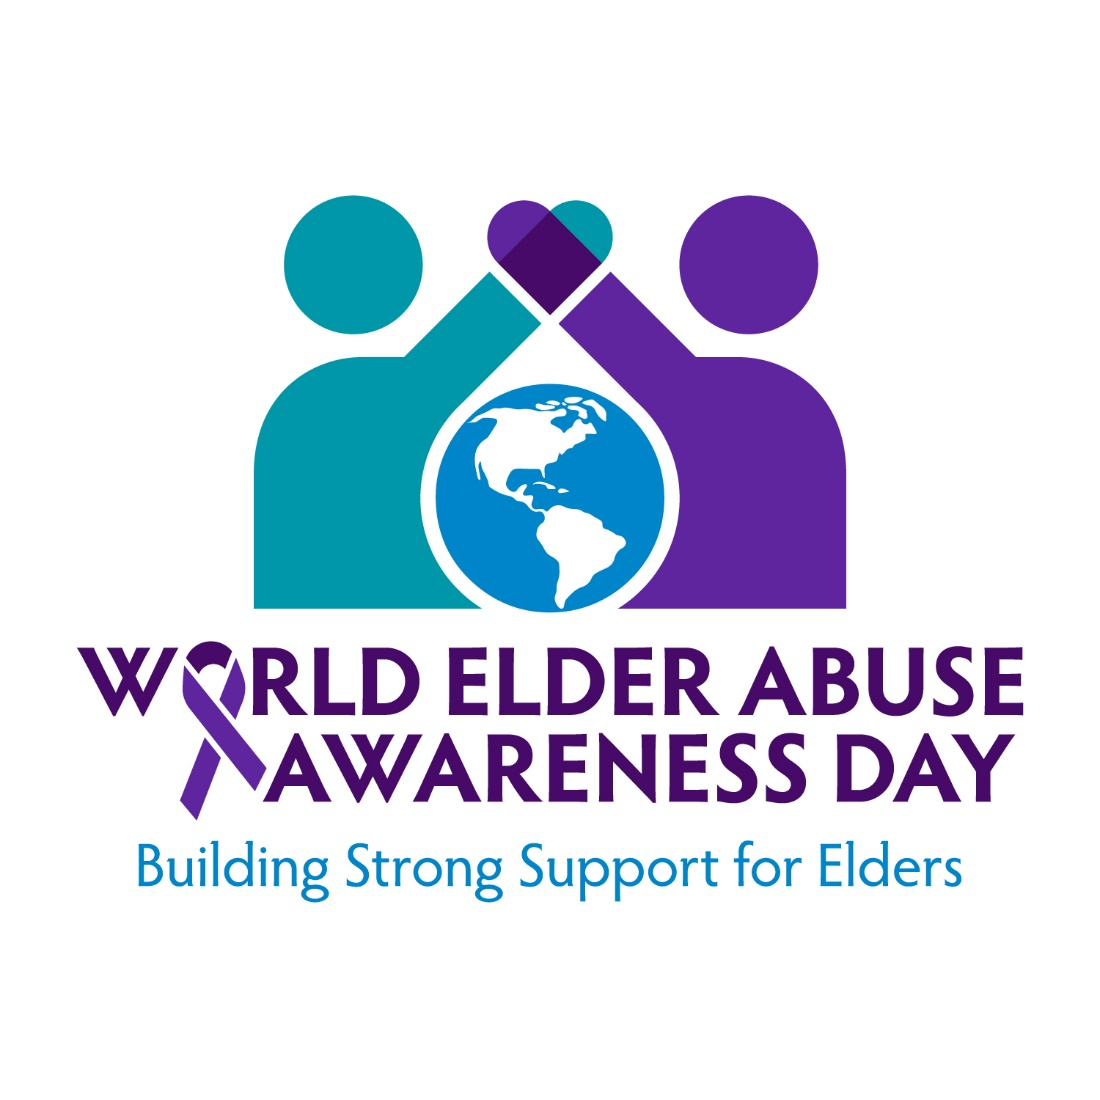 WORLD ELDER ABUSE
AWARENESS DAY
Building Strong Support for Elders